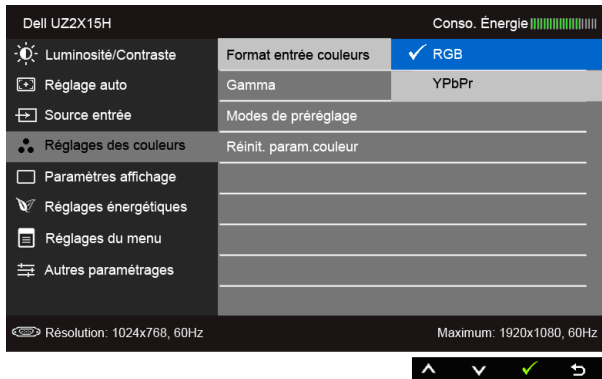 Dell UZ2X15H Conso. Énergie
Luminosité/Contraste Format entrée couleurs RGB
Réglage auto Gamma YPbPr
Source entrée Modes de préréglage
Réglages des couleurs Réinit. param.couleur
Paramètres affichage
Réglages énergétiques
Réglages du menu
Autres paramétrages
Résolution: 1024x768, 60Hz Maximum: 1920x1080, 60Hz